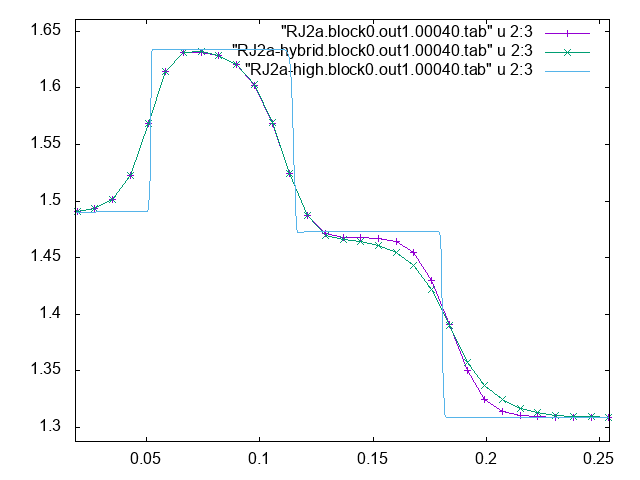 "RJ2a.block0.out1.00040.tab" u 2:3
"RJ2a-hybrid.block0.out1.00040.tab" u 2:3
"RJ2a-high.block0.out1.00040.tab" u 2:3
1.65
1.6
1.55
1.5
1.45
1.4
1.35
1.3
0.05 0.1 0.15 0.2 0.25